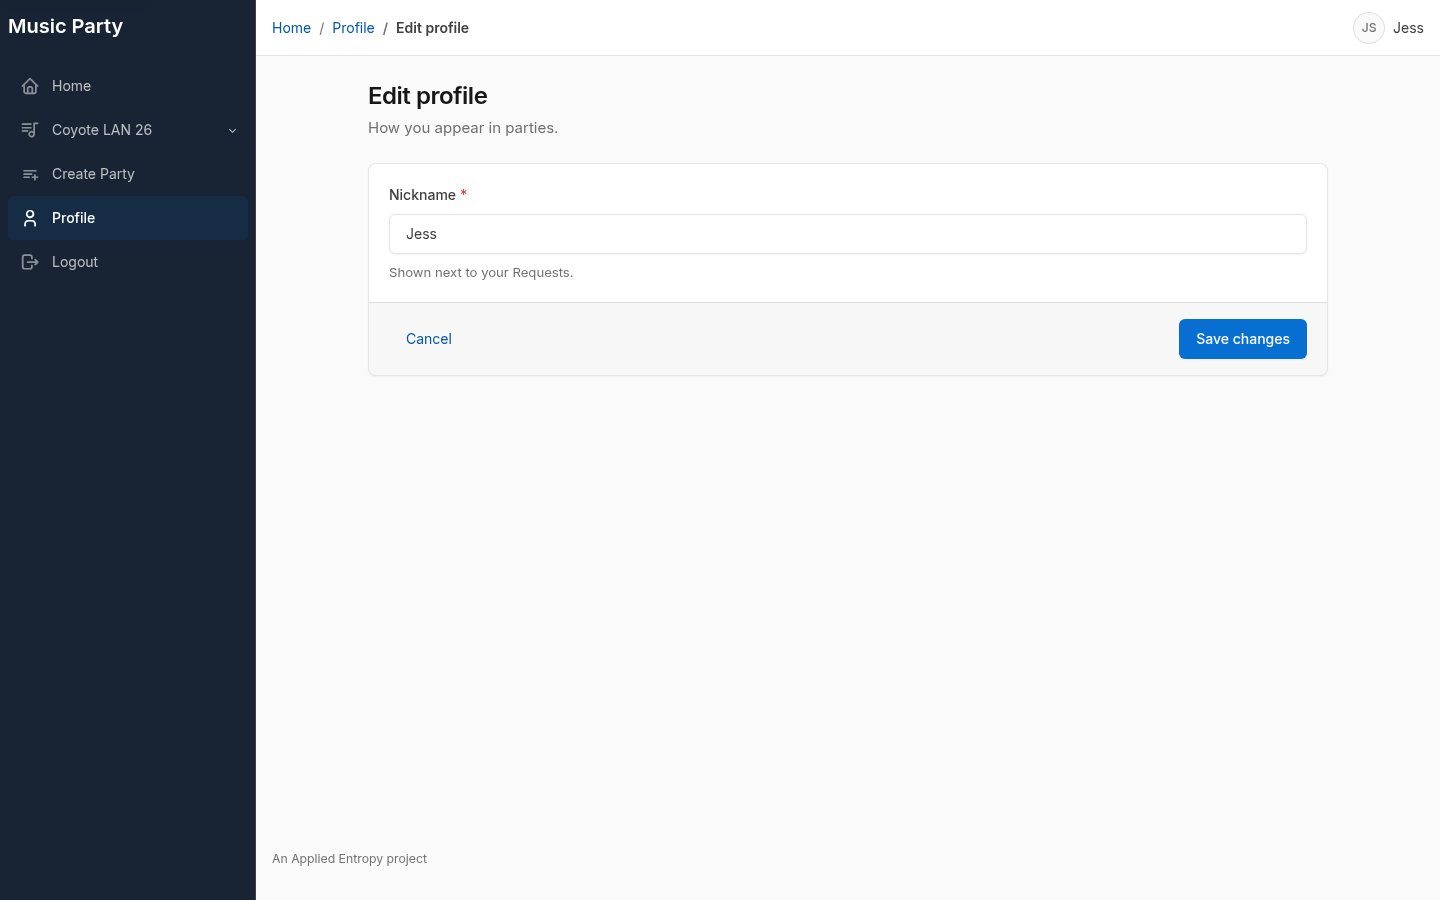 Music Party
Home
Coyote LAN 26
Create Party
Profile
Logout
Home / Profile / Edit profile
JS Jess
Edit profile
How you appear in parties.
Nickname *
Jess
Shown next to your Requests.
Cancel
Save changes
An Applied Entropy project